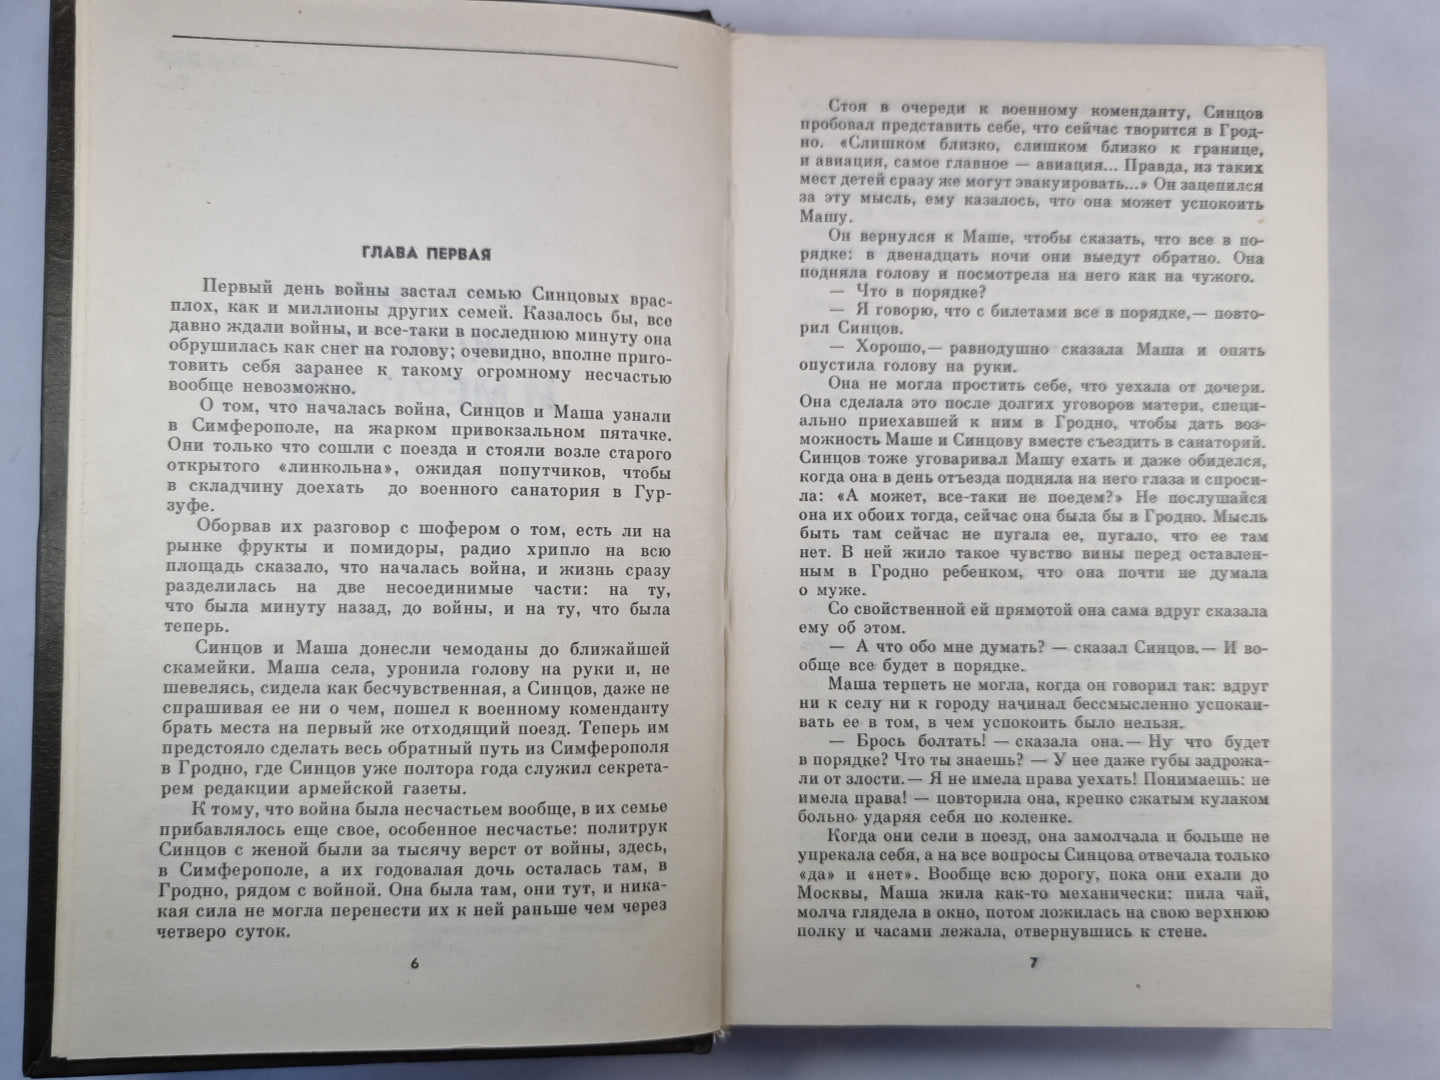 ГЛАВА ПЕРВАЯ
Первый день войны застал семью Синцовых врас-
плох, как и миллионы других семей. Казалось бы, все
давно ждали войны, и все-таки в последнюю минуту она
обрушилась как снег на голову; очевидно, вполне приго-
товить себя заранее к такому огромному несчастью
вообще невозможно.
О том, что началась война, Синцов и Маша узнали
в Симферополе, на жарком привокзальном пятачке.
Они только что сошли с поезда и стояли возле старого
открытого «линкольна», ожидая попутчиков, чтобы
в складчину доехать до военного санатория в Гур-
зуфе.
Оборвав их разговор с шофером о том, есть ли на
рынке фрукты и помидоры, радио хрипло на всю
площадь сказало, что началась война, и жизнь сразу
разделилась на две несоединимые части: на ту,
что была минуту назад, до войны, и на ту, что была
теперь.
Синцов и Маша донесли чемоданы до ближайшей
скамейки. Маша села, уронила голову на руки и, не
шевелясь, сидела как бесчувственная, а Синцов, даже не
спрашивая ее ни о чем, пошел к военному коменданту
брать места на первый же отходящий поезд. Теперь им
предстояло сделать весь обратный путь из Симферополя
в Гродно, где Синцов уже полтора года служил секрета-
рем редакции армейской газеты.
К тому, что война была несчастьем вообще, в их семье
прибавлялось еще свое, особенное несчастье: политрук
Синцов с женой были за тысячу верст от войны, здесь,
в Симферополе, а их годовалая дочь осталась там, в
Гродно, рядом с войной. Она была там, они тут, и ника-
кая сила не могла перенести их к ней раньше чем через
четверо суток.
6
Стоя в очереди к военному коменданту, Синцов
пробовал представить себе, что сейчас творится в Грод-
но. «Слишком близко, слишком близко к границе,
и авиация, самое главное — авиация... Правда, из таких
мест детей сразу же могут эвакуировать...» Он зацепился
за эту мысль, ему казалось, что она может успокоить
Машу.
Он вернулся к Маше, чтобы сказать, что все в по-
рядке: в двенадцать ночи они выедут обратно. Она
подняла голову и посмотрела на него как на чужого.
— Что в порядке?
— Я говорю, что с билетами все в порядке,— повто-
рил Синцов.
— Хорошо,— равнодушно сказала Маша и опять
опустила голову на руки.
Она не могла простить себе, что уехала от дочери.
Она сделала это после долгих уговоров матери, специ-
ально приехавшей к ним в Гродно, чтобы дать воз-
можность Маше и Синцову вместе съездить в санаторий.
Синцов тоже уговаривал Машу ехать и даже обиделся,
когда она в день отъезда подняла на него глаза и спроси-
ла: «А может, все-таки не поедем?» Не послушайся
она их обоих тогда, сейчас она была бы в Гродно. Мысль
быть там сейчас не пугала ее, пугало, что ее там
нет. В ней жило такое чувство вины перед оставлен-
ным в Гродно ребенком, что она почти не думала
о муже.
Со свойственной ей прямотой она сама вдруг сказала
ему об этом.
— А что обо мне думать? — сказал Синцов.— И во-
обще все будет в порядке.
Маша терпеть не могла, когда он говорил так: вдруг
ни к селу ни к городу начинал бессмысленно успокаи-
вать ее в том, в чем успокоить было нельзя.
— Брось болтать! — сказала она.— Ну что будет
в порядке? Что ты знаешь? — У нее даже губы задрожа-
ли от злости.— Я не имела права уехать! Понимаешь: не
имела права! — повторила она, крепко сжатым кулаком
больно ударяя себя по коленке.
Когда они сели в поезд, она замолчала и больше не
упрекала себя, а на все вопросы Синцова отвечала только
«да» и «нет». Вообще всю дорогу, пока они ехали до
Москвы, Маша жила как-то механически: пила чай,
молча глядела в окно, потом ложилась на свою верхнюю
полку и часами лежала, отвернувшись к стене.
7